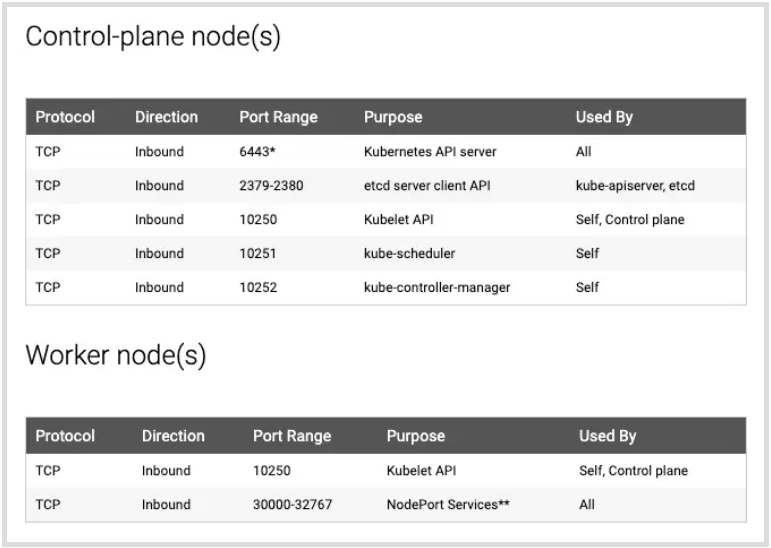 Control-plane node(s)
Protocol Direction Port Range Purpose Used By
TCP Inbound 6443* Kubernetes API server All
TCP Inbound 2379-2380 etcd server client API kube-apiserver, etcd
TCP Inbound 10250 Kubelet API Self, Control plane
TCP Inbound 10251 kube-scheduler Self
TCP Inbound 10252 kube-controller-manager Self
Worker node(s)
Protocol Direction Port Range Purpose Used By
TCP Inbound 10250 Kubelet API Self, Control plane
TCP Inbound 30000-32767 NodePort Services** All